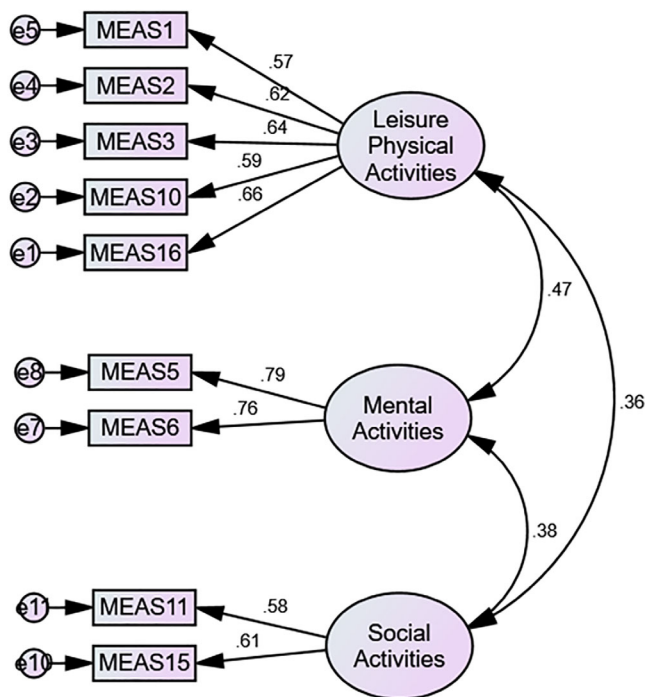 e5
MEAS1
.57
e4
MEAS2
.62
e3
MEAS3
.64
e2
MEAS10
.59
e1
MEAS16
.66
Leisure
Physical
Activities
.47
.36
e8
MEAS5
.79
e7
MEAS6
.76
Mental
Activities
.38
e11
MEAS11
.58
e10
MEAS15
.61
Social
Activities